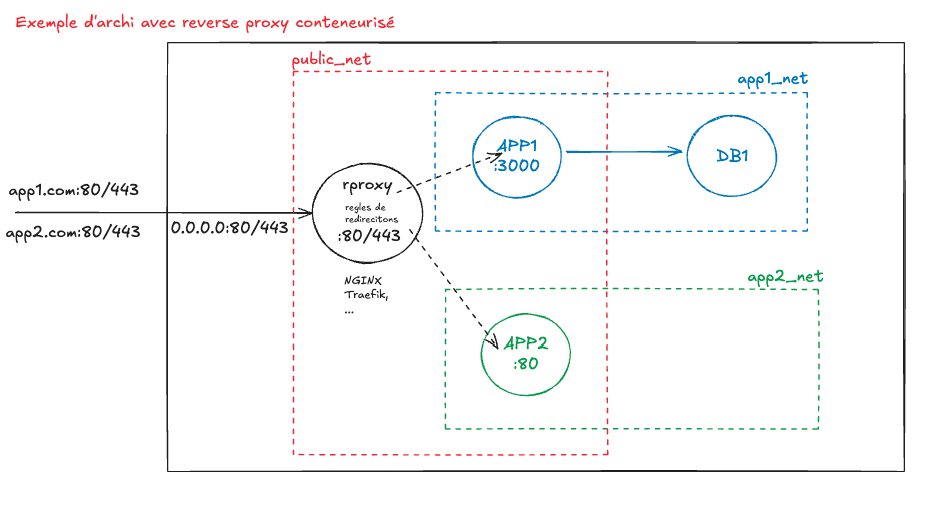 Exemple d'archi avec reverse proxy conteneurisé
public_net
app1_net
APP1
:3000
DB1
app1.com:80/443
app2.com:80/443
0.0.0.0:80/443
rproxy
regles de
redirecitons
:80/443
NGINX
Traefik,
...
app2_net
APP2
:80